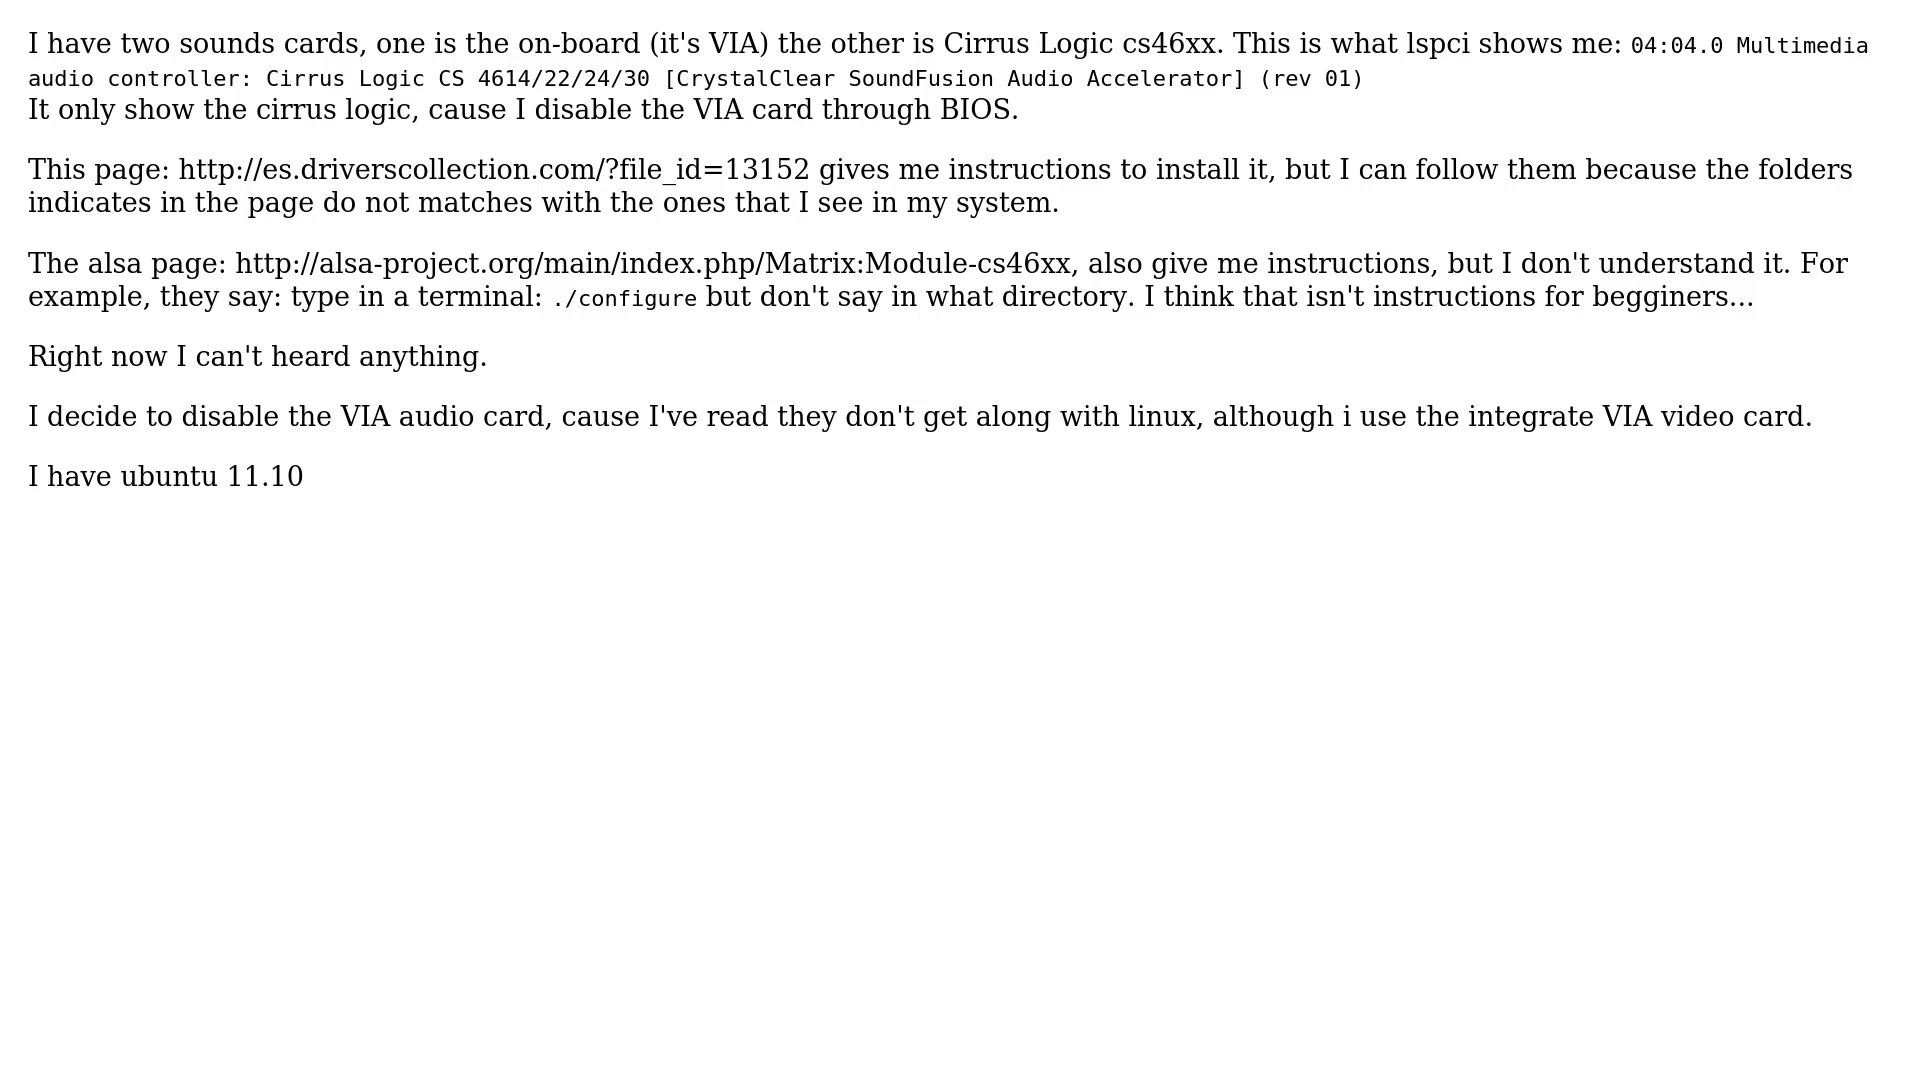 I have two sounds cards, one is the on-board (it's VIA) the other is Cirrus Logic cs46xx. This is what lspci shows me: 04:04.0 Multimedia
audio controller: Cirrus Logic CS 4614/22/24/30 [CrystalClear SoundFusion Audio Accelerator] (rev 01)
It only show the cirrus logic, cause I disable the VIA card through BIOS.
This page: http://es.driverscollection.com/?file_id=13152 gives me instructions to install it, but I can follow them because the folders
indicates in the page do not matches with the ones that I see in my system.
The alsa page: http://alsa-project.org/main/index.php/Matrix:Module-cs46xx, also give me instructions, but I don't understand it. For
example, they say: type in a terminal: ./configure but don't say in what directory. I think that isn't instructions for begginers...
Right now I can't heard anything.
I decide to disable the VIA audio card, cause I've read they don't get along with linux, although i use the integrate VIA video card.
I have ubuntu 11.10